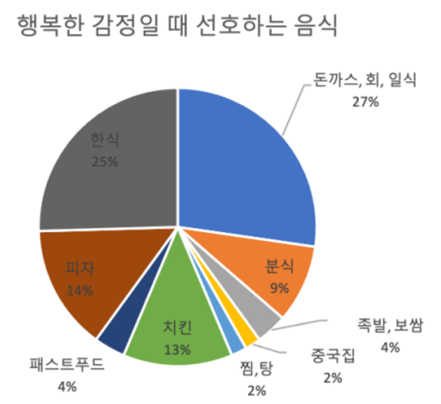 행복한 감정일 때 선호하는 음식
돈까스, 회, 일식
27%
한식
25%
분식
9%
피자
14%
치킨
13%
족발, 보쌈
4%
중국집
2%
찜,탕
2%
패스트푸드
4%